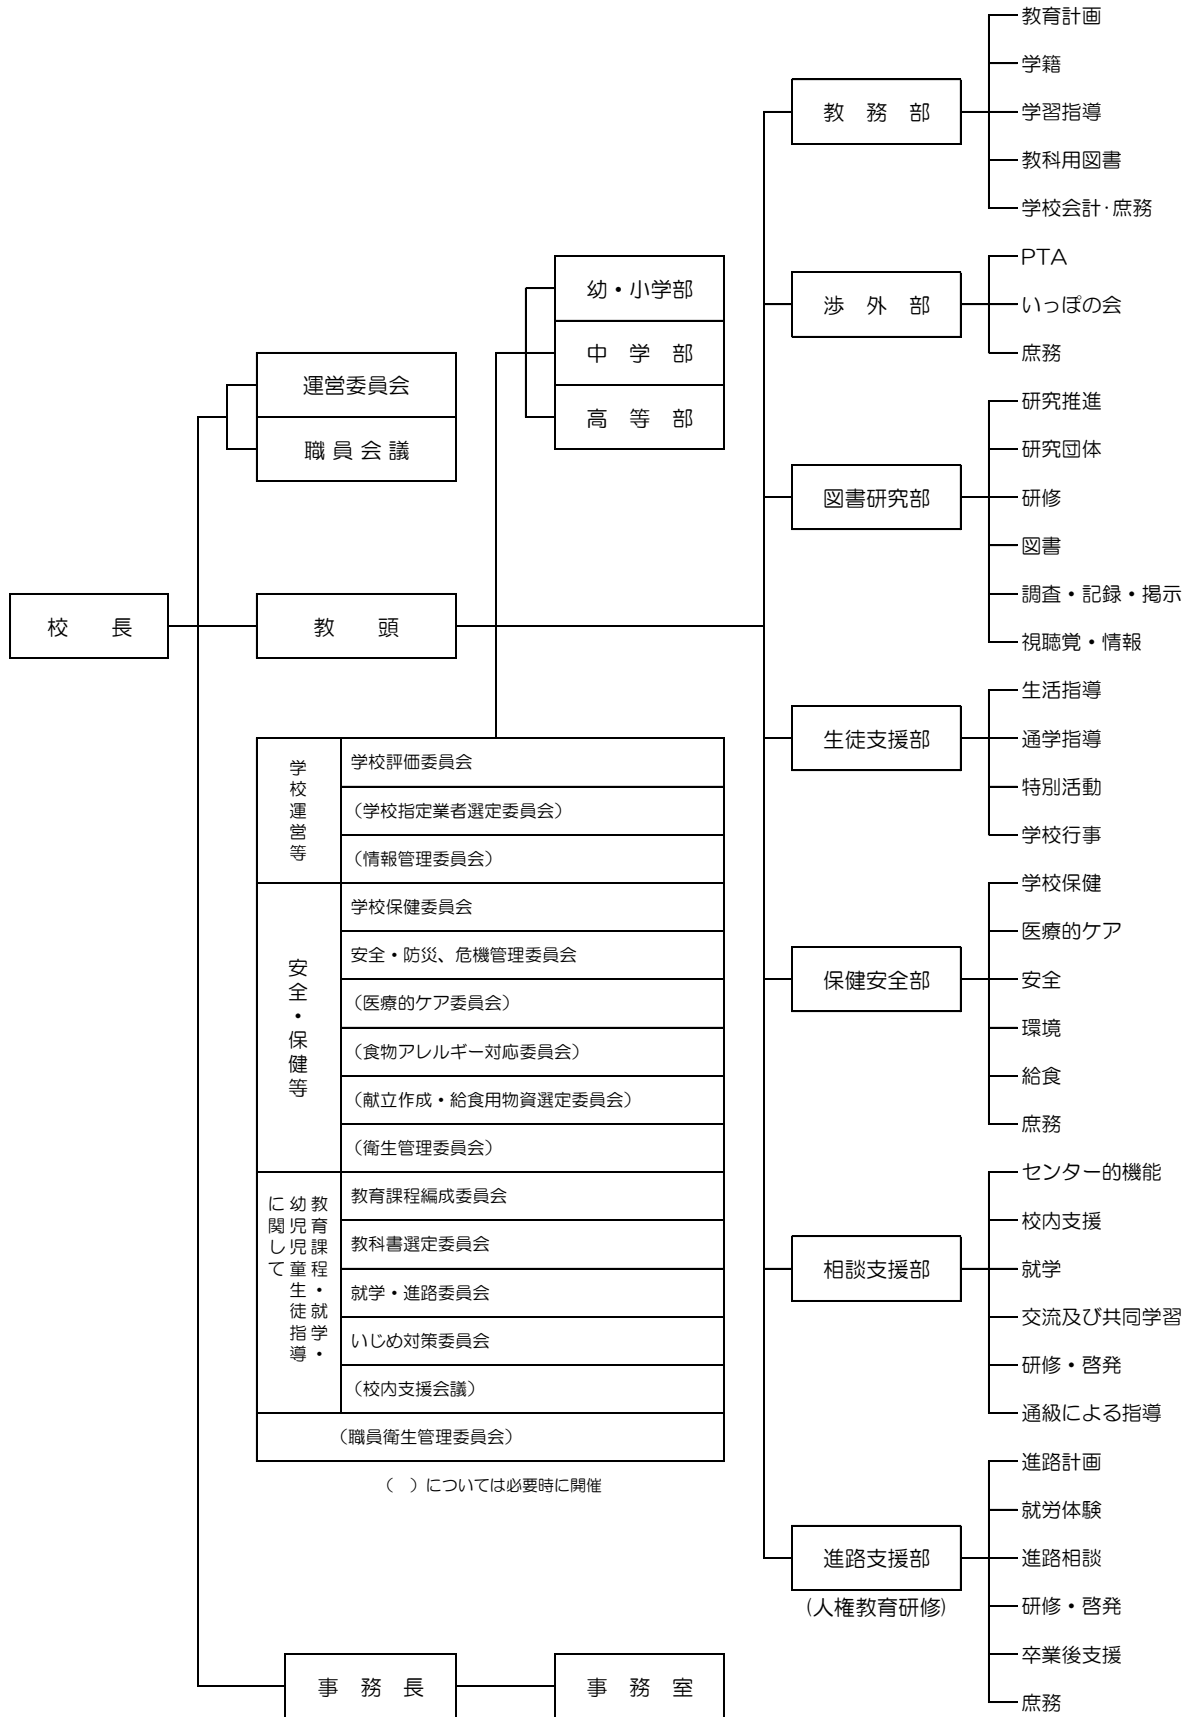 校　　長
運営委員会
職員会議
教　　頭
幼・小学部
中　学　部
高　等　部
学校運営等
学校評価委員会
（学校指定業者選定委員会）
（情報管理委員会）
安全・保健等
学校保健委員会
安全・防災、危機管理委員会
（医療的ケア委員会）
（食物アレルギー対応委員会）
（献立作成・給食用物資選定委員会）
（衛生管理委員会）
教育課程・就学・
幼児児童生徒指導
に関して
教育課程編成委員会
教科書選定委員会
就学・進路委員会
いじめ対策委員会
（校内支援会議）
（職員衛生管理委員会）
（　）については必要時に開催
事　務　長
事　務　室
教　務　部
教育計画
学籍
学習指導
教科用図書
学校会計・庶務
渉　外　部
PTA
いっぽの会
庶務
図書研究部
研究推進
研究団体
研修
図書
調査・記録・掲示
視聴覚・情報
生徒支援部
生活指導
通学指導
特別活動
学校行事
保健安全部
学校保健
医療的ケア
安全
環境
給食
庶務
相談支援部
センター的機能
校内支援
就学
交流及び共同学習
研修・啓発
通級による指導
進路支援部
(人権教育研修)
進路計画
就労体験
進路相談
研修・啓発
卒業後支援
庶務